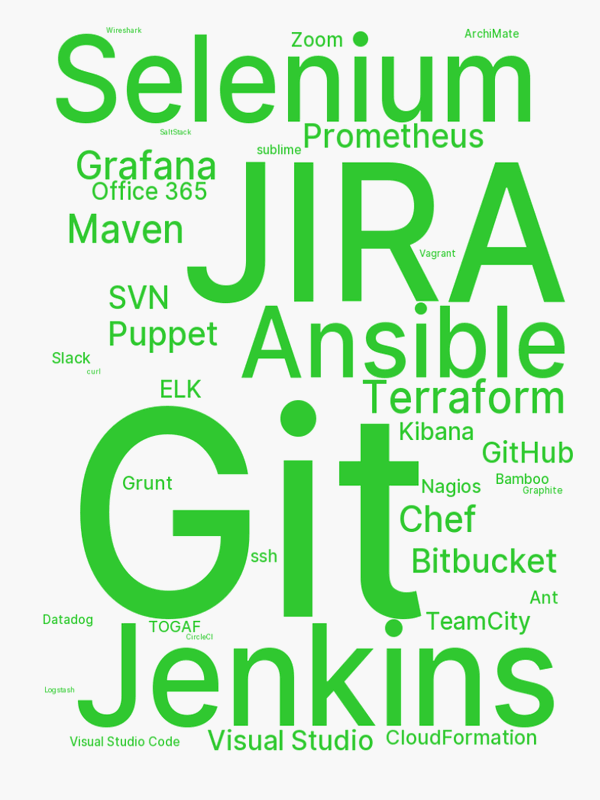 Wireshark
Zoom
ArchiMate
Selenium
SaltStack
Prometheus
sublime
Grafana
Office 365
JIRA
Maven
Vagrant
SVN
Puppet
Ansible
Slack
curl
ELK
Terraform
Kibana
GitHub
Git
Grunt
Nagios
Bamboo
Graphite
Chef
ssh
Bitbucket
Ant
Datadog
TOGAF
TeamCity
CircleCI
Jenkins
Logstash
Visual Studio Code
Visual Studio
CloudFormation